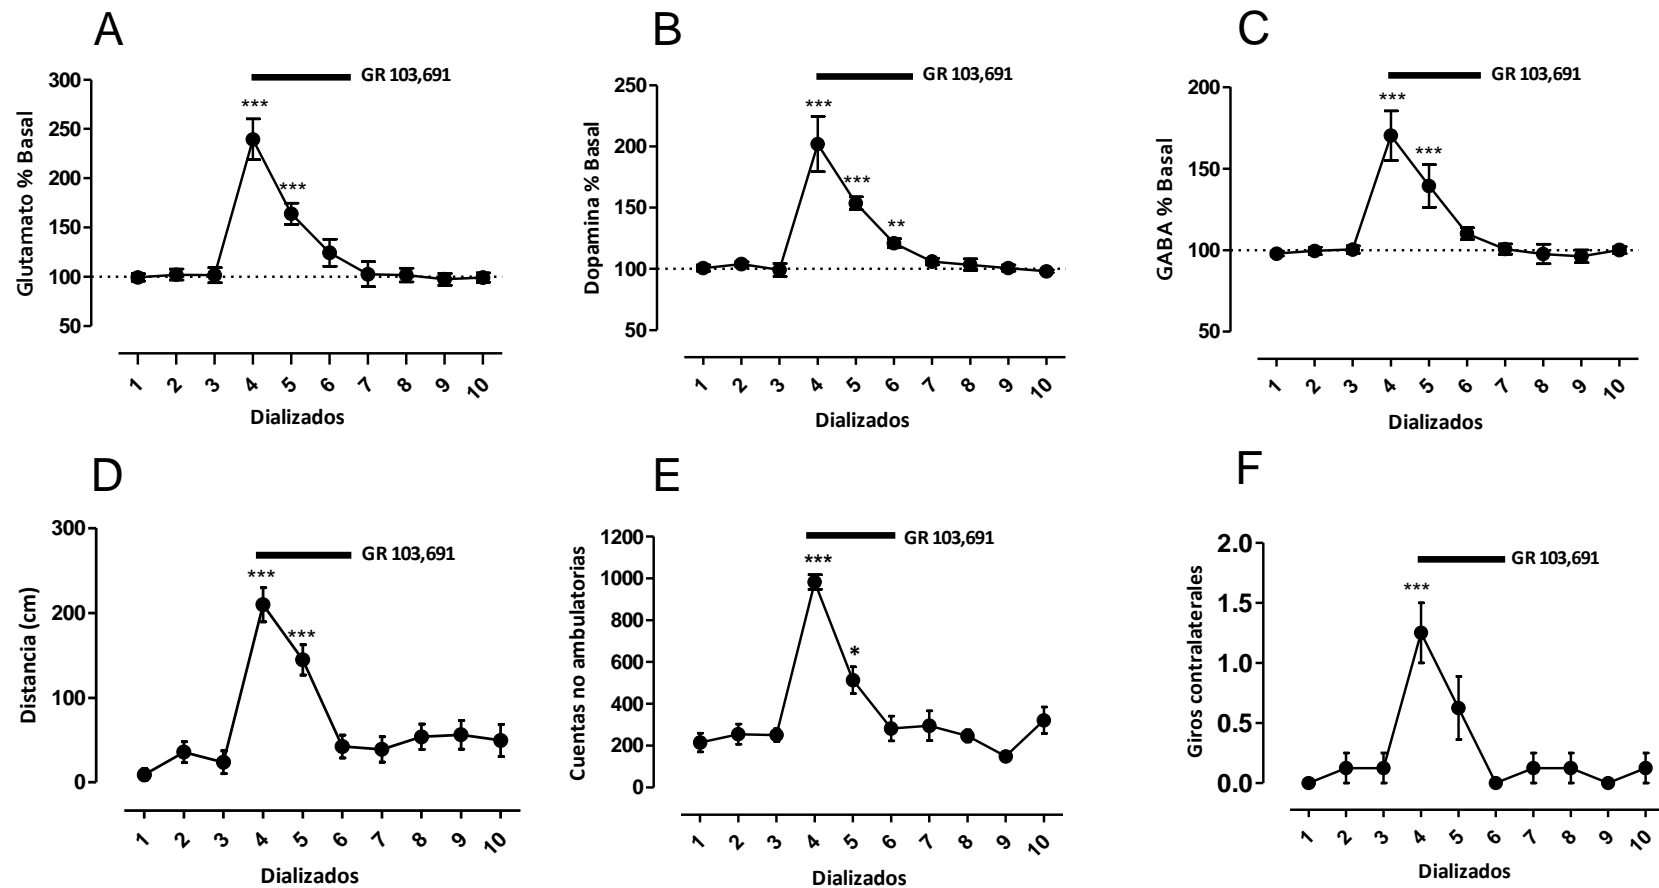 A
GR 103,691
Glutamato % Basal
300
250
200
150
100
50
***
***
1 2 3 4 5 6 7 8 9 10
Dializados
B
GR 103,691
Dopamina % Basal
250
200
150
100
50
***
***
**
1 2 3 4 5 6 7 8 9 10
Dializados
C
GR 103,691
GABA % Basal
200
150
100
50
***
***
1 2 3 4 5 6 7 8 9 10
Dializados
D
GR 103,691
Distancia (cm)
300
200
100
0
***
***
1 2 3 4 5 6 7 8 9 10
Dializados
E
GR 103,691
Cuentas no ambulatorias
1200
1000
800
600
400
200
0
***
*
1 2 3 4 5 6 7 8 9 10
Dializados
F
GR 103,691
Giros contralaterales
2.0
1.5
1.0
0.5
0.0
***
1 2 3 4 5 6 7 8 9 10
Dializados